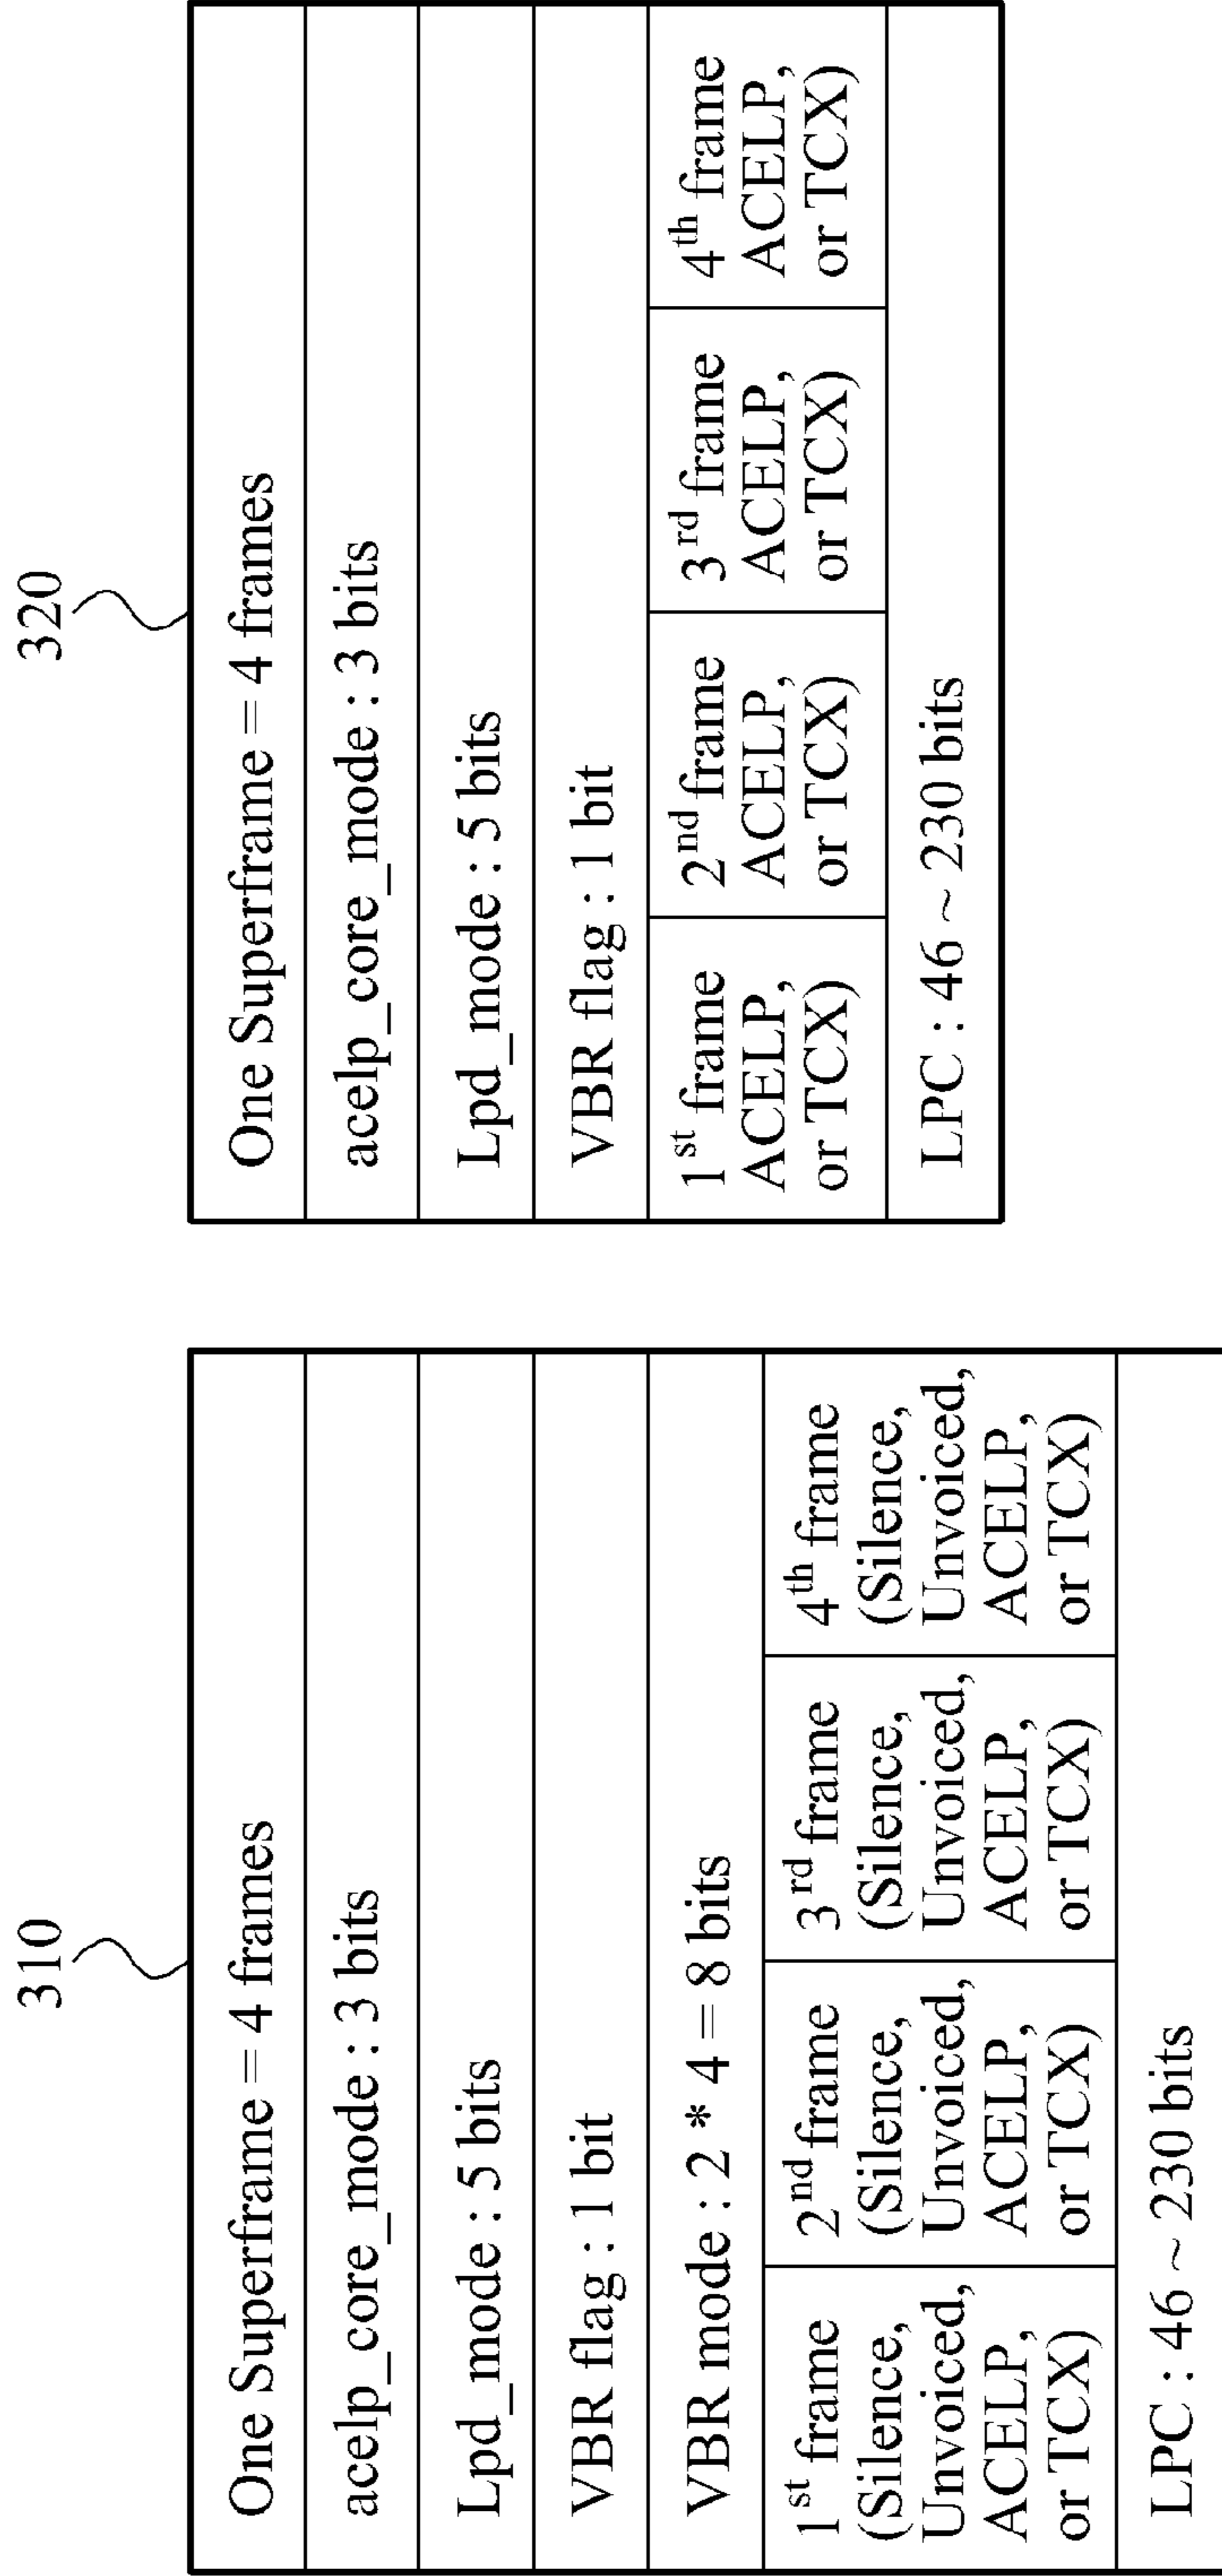 310
One Superframe = 4 frames
acelp_core_mode : 3 bits
Lpd_mode : 5 bits
VBR flag : 1 bit
VBR mode : 2 * 4 = 8 bits
1st frame
(Silence,
Unvoiced,
ACELP,
or TCX)
2nd frame
(Silence,
Unvoiced,
ACELP,
or TCX)
3rd frame
(Silence,
Unvoiced,
ACELP,
or TCX)
4th frame
(Silence,
Unvoiced,
ACELP,
or TCX)
LPC : 46 ~ 230 bits
320
One Superframe = 4 frames
acelp_core_mode : 3 bits
Lpd_mode : 5 bits
VBR flag : 1 bit
1st frame
ACELP,
or TCX)
2nd frame
ACELP,
or TCX)
3rd frame
ACELP,
or TCX)
4th frame
ACELP,
or TCX)
LPC : 46 ~ 230 bits